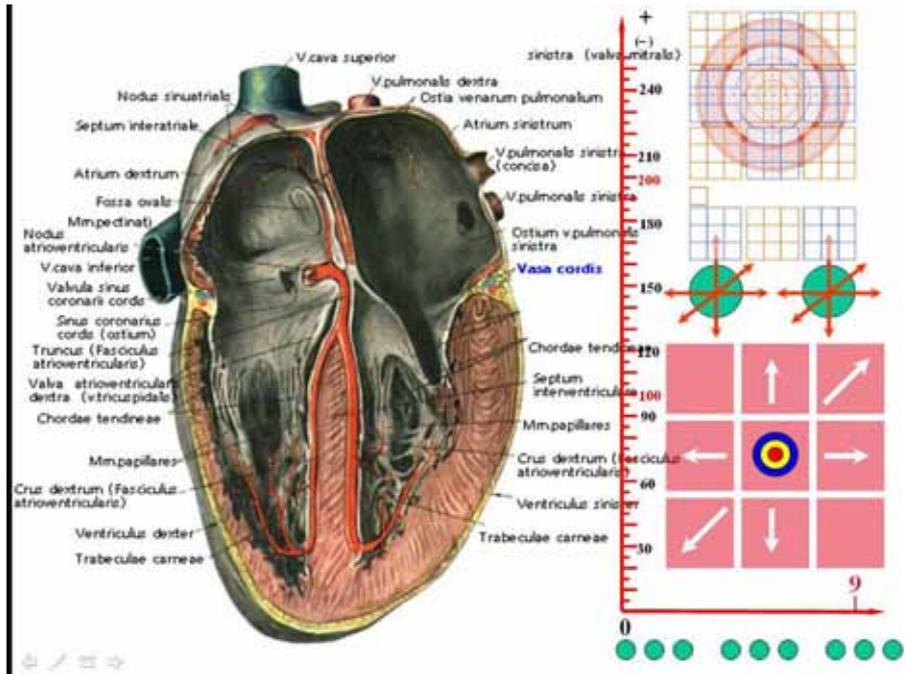 V.cava superior
V.pulmonalis dextra
Nodus sinuatrialis
Ostia venarum pulmonalium
Septum interatriale
Atrium sinistrum
V.pulmonalis sinistra
(concisa)
Atrium dextrum
V.pulmonalis sinistra
Fossa ovalis
Mm.pectinati
Nodus
atrioventricularis
Ostium v.pulmonalis
sinistra
V.cava inferior
Vasa cordis
Valvula sinus
coronarii cordis
Sinus coronarius
cordis (ostium)
Truncus (Fasciculus
atrioventricularis)
Chordae tendineae
Valva atrioventricularis
dextra (v.tricuspidalis)
Septum
interventriculare
Chordae tendineae
Mm.papillares
Mm.papillares
Crus dextrum (Fasciculus
atrioventricularis)
Crus dextrum (Fasciculus
atrioventricularis)
Ventriculus sinister
Ventriculus dexter
Trabeculae carneae
Trabeculae carneae
sinistra (valva mitralis)
+
(-)
240
210
200
180
150
120
100
90
60
30
0
9